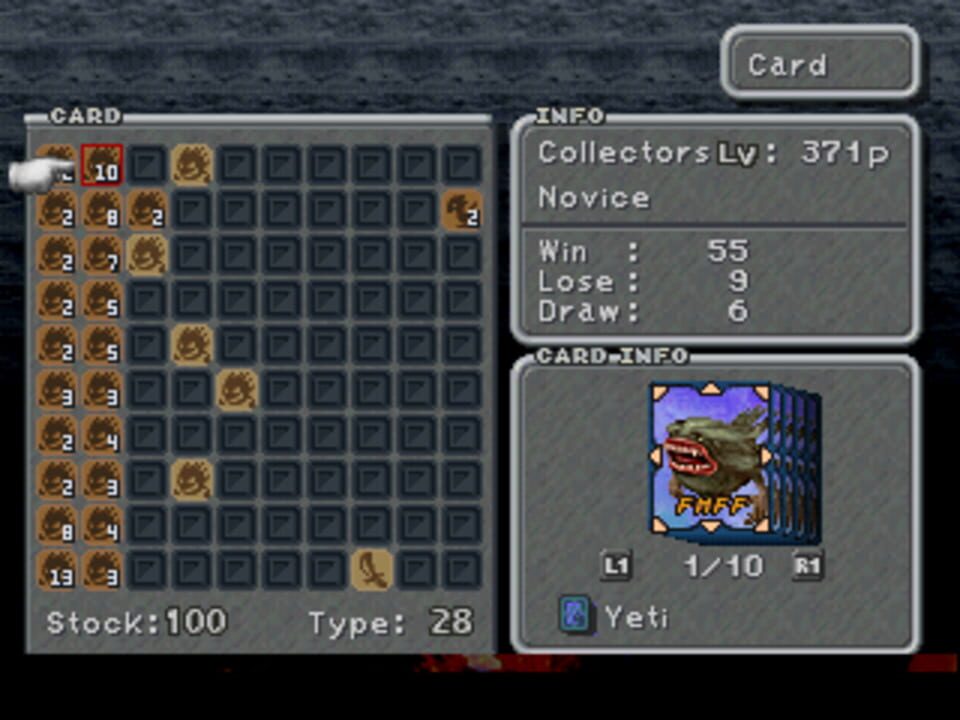 Card
CARD
10
2 8 2 2
2 7
2 5
2 5
3 3
2 4
2 3
8 4
13 3
Stock:100 Type: 28
INFO
Collectors Lv: 371p
Novice
Win : 55
Lose : 9
Draw: 6
CARD INFO
FMFF
L1 1/10 R1
Yeti